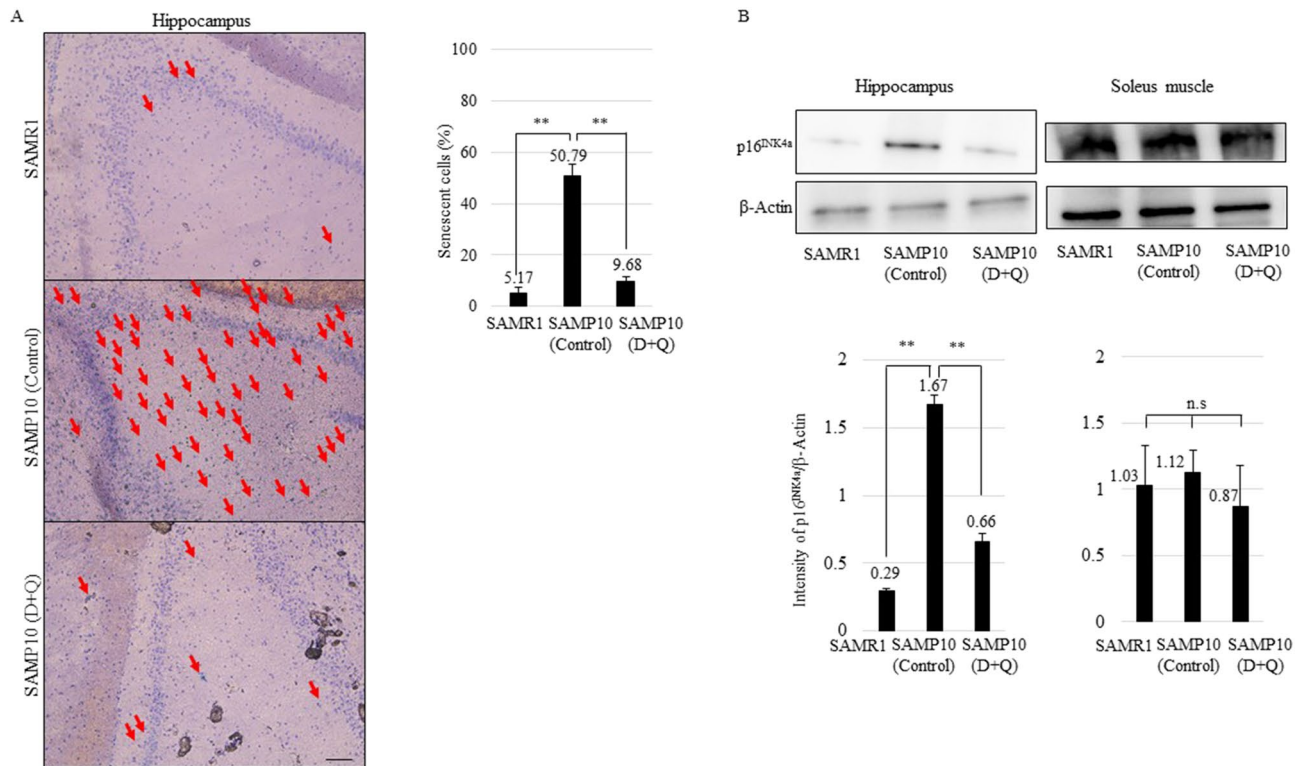 A
Hippocampus
SAMR1
SAMP10 (Control)
SAMP10 (D+Q)
Senescent cells (%)
100
80
60
40
20
0
**
**
5.17
50.79
9.68
SAMR1 SAMP10 SAMP10
(Control) (D+Q)
B
Hippocampus
Soleus muscle
p16INK4a
β-Actin
SAMR1 SAMP10 SAMP10
(Control) (D+Q)
SAMR1 SAMP10 SAMP10
(Control) (D+Q)
Intensity of p16INK4a/β-Actin
2
1.5
1
0.5
0
**
**
0.29
1.67
0.66
SAMR1 SAMP10 SAMP10
(Control) (D+Q)
2
1.5
1
0.5
0
n.s
1.03
1.12
0.87
SAMR1 SAMP10 SAMP10
(Control) (D+Q)